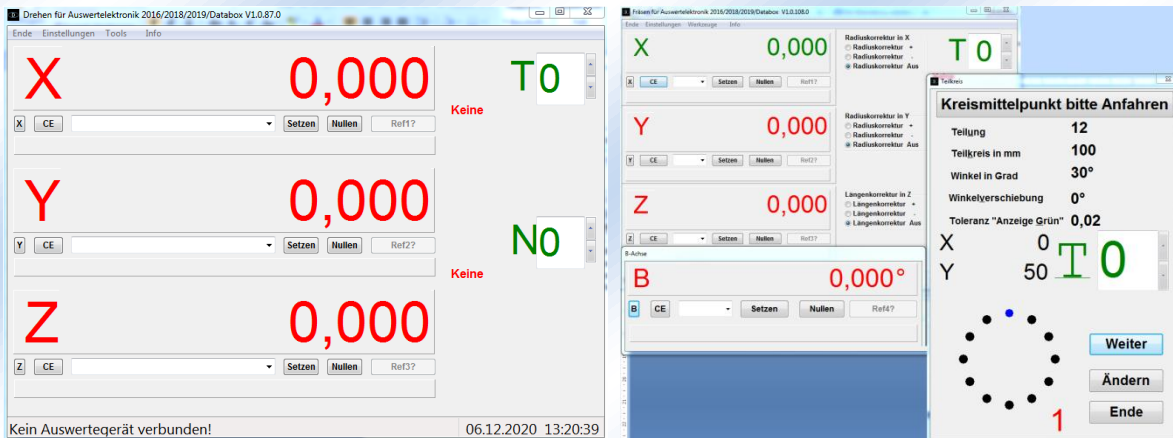 Drehen für Auswertelektronik 2016/2018/2019/Databox V1.0.87.0
Ende Einstellungen Tools Info
X 0,000 T0
Keine
X CE Setzen Nullen Ref1?
Y 0,000 N0
Y CE Setzen Nullen Ref2?
Keine
Z 0,000
Z CE Setzen Nullen Ref3?
Kein Auswertegerät verbunden! 06.12.2020 13:20:39
Fräsen für Auswertelektronik 2016/2018/2019/Databox V1.0.108.0
Ende Einstellungen Werkzeuge Info
X 0,000
Radiuskorrektur in X
Radiuskorrektur +
Radiuskorrektur -
Radiuskorrektur Aus
T 0
X CE Setzen Nullen Ref1?
Y 0,000
Radiuskorrektur in Y
Radiuskorrektur +
Radiuskorrektur -
Radiuskorrektur Aus
Y CE Setzen Nullen Ref2?
Z 0,000
Längenkorrektur in Z
Längenkorrektur +
Längenkorrektur -
Längenkorrektur Aus
Z CE Setzen Nullen Ref3?
B-Achse
B 0,000°
B CE Setzen Nullen Ref4?
Teilkreis
Kreismittelpunkt bitte Anfahren
Teilung 12
Teilkreis in mm 100
Winkel in Grad 30°
Winkelverschiebung 0°
Toleranz "Anzeige Grün" 0,02
X 0
Y 50
T 0
Weiter
Ändern
Ende
1